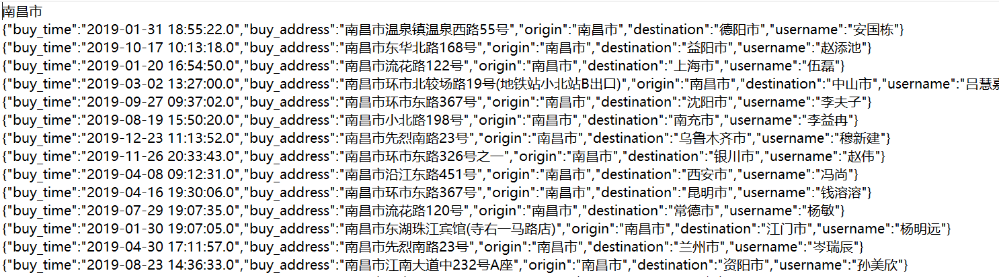 南昌市
{"buy_time":"2019-01-31 18:55:22.0","buy_address":"南昌市温泉镇温泉西路55号","origin":"南昌市","destination":"德阳市","username":"安国栋"}
{"buy_time":"2019-10-17 10:13:18.0","buy_address":"南昌市东华北路168号","origin":"南昌市","destination":"益阳市","username":"赵添池"}
{"buy_time":"2019-01-20 16:54:50.0","buy_address":"南昌市流花路122号","origin":"南昌市","destination":"上海市","username":"伍磊"}
{"buy_time":"2019-03-02 13:27:00.0","buy_address":"南昌市环市北较场路19号(地铁站小北站B出口)","origin":"南昌市","destination":"中山市","username":"吕慧嘉
{"buy_time":"2019-09-27 09:37:02.0","buy_address":"南昌市环市东路367号","origin":"南昌市","destination":"沈阳市","username":"李夫子"}
{"buy_time":"2019-08-19 15:50:20.0","buy_address":"南昌市小北路198号","origin":"南昌市","destination":"南充市","username":"李益冉"}
{"buy_time":"2019-12-23 11:13:52.0","buy_address":"南昌市先烈南路23号","origin":"南昌市","destination":"乌鲁木齐市","username":"穆新建"}
{"buy_time":"2019-11-26 20:33:43.0","buy_address":"南昌市环市东路326号之一","origin":"南昌市","destination":"银川市","username":"赵伟"}
{"buy_time":"2019-04-08 09:12:31.0","buy_address":"南昌市沿江东路451号","origin":"南昌市","destination":"西安市","username":"冯尚"}
{"buy_time":"2019-04-16 19:30:06.0","buy_address":"南昌市环市东路367号","origin":"南昌市","destination":"昆明市","username":"钱溶溶"}
{"buy_time":"2019-07-29 19:07:35.0","buy_address":"南昌市流花路120号","origin":"南昌市","destination":"常德市","username":"杨敏"}
{"buy_time":"2019-01-30 19:07:05.0","buy_address":"南昌市东湖珠江宾馆(寺右一马路店)","origin":"南昌市","destination":"江门市","username":"杨明远"}
{"buy_time":"2019-04-30 17:11:57.0","buy_address":"南昌市先烈南路23号","origin":"南昌市","destination":"兰州市","username":"岑瑞辰"}
{"buy_time":"2019-08-23 14:36:33.0","buy_address":"南昌市江南大道中232号A座","origin":"南昌市","destination":"资阳市","username":"孙美欣"}